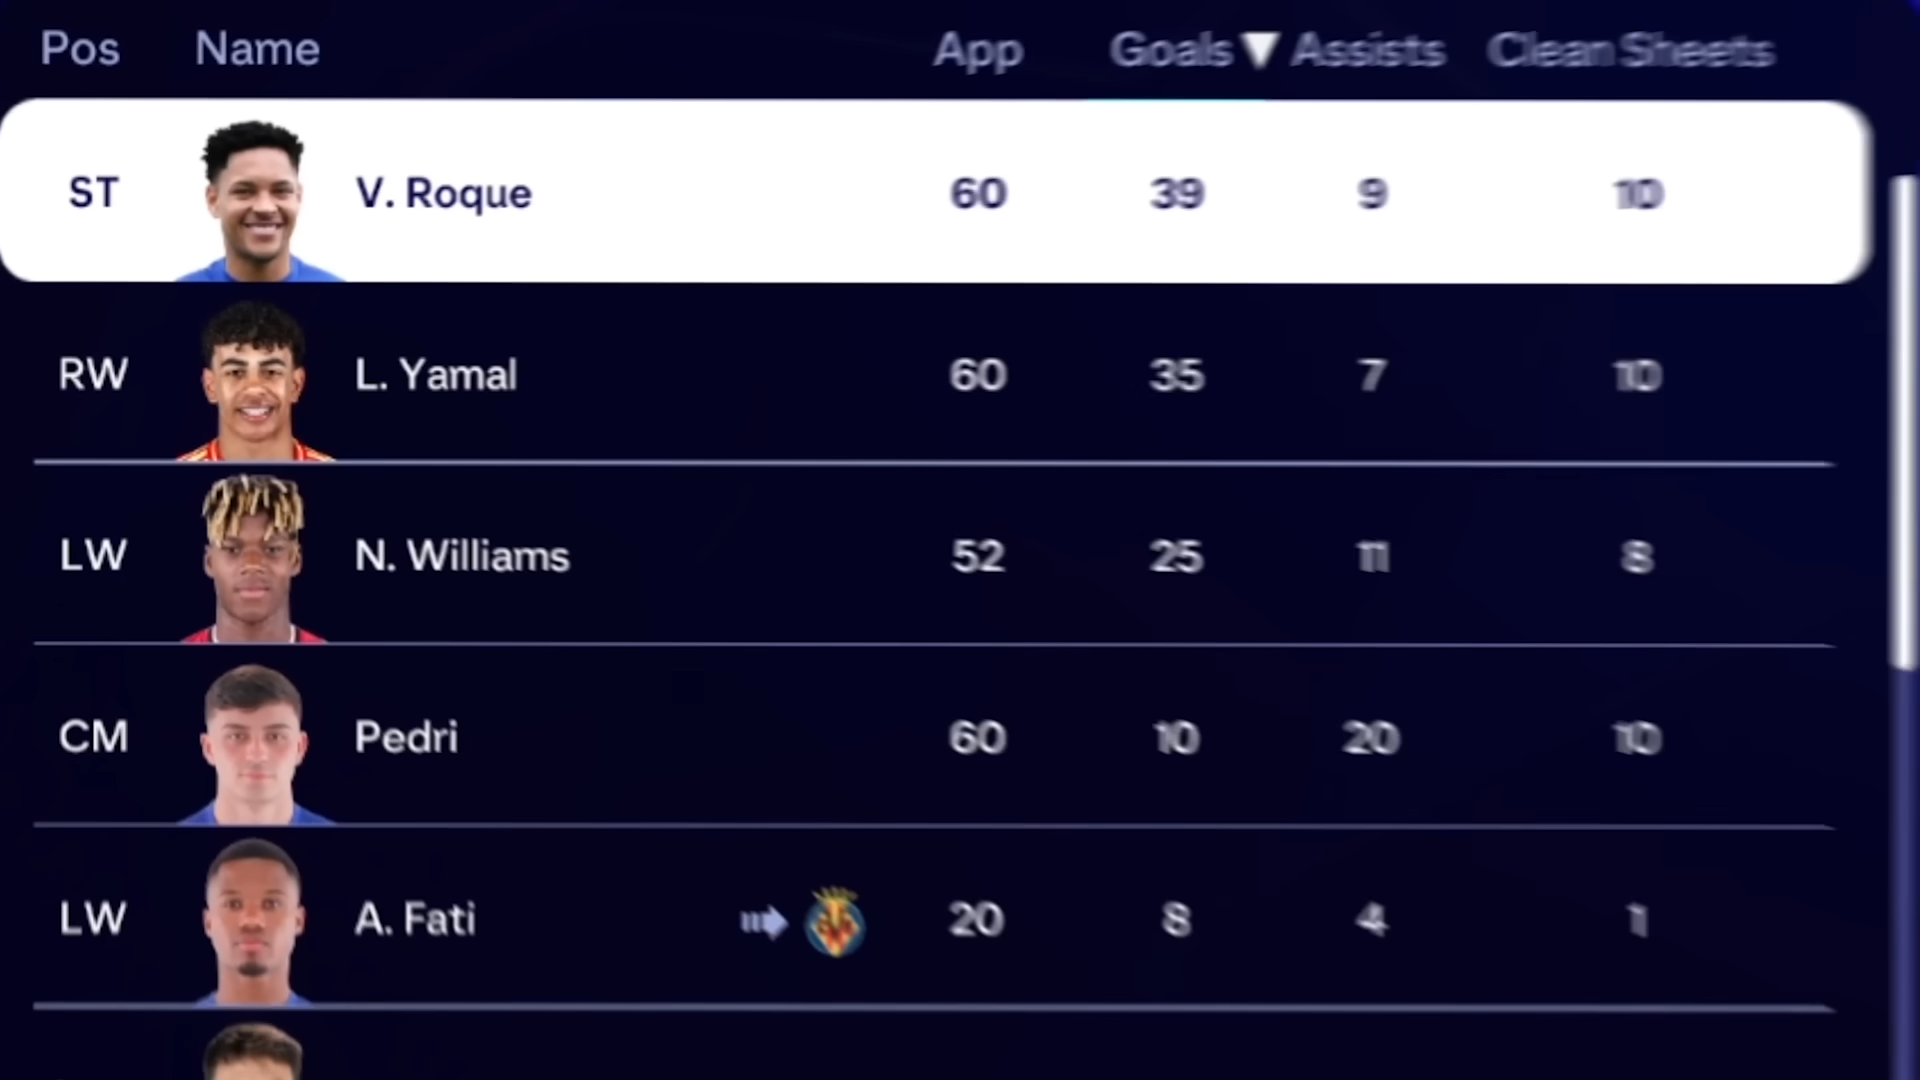 Pos Name App Goals Assists Clean Sheets
ST V. Roque 60 39 9 10
RW L. Yamal 60 35 7 10
LW N. Williams 52 25 11 8
CM Pedri 60 10 20 10
LW A. Fati 20 8 4 1